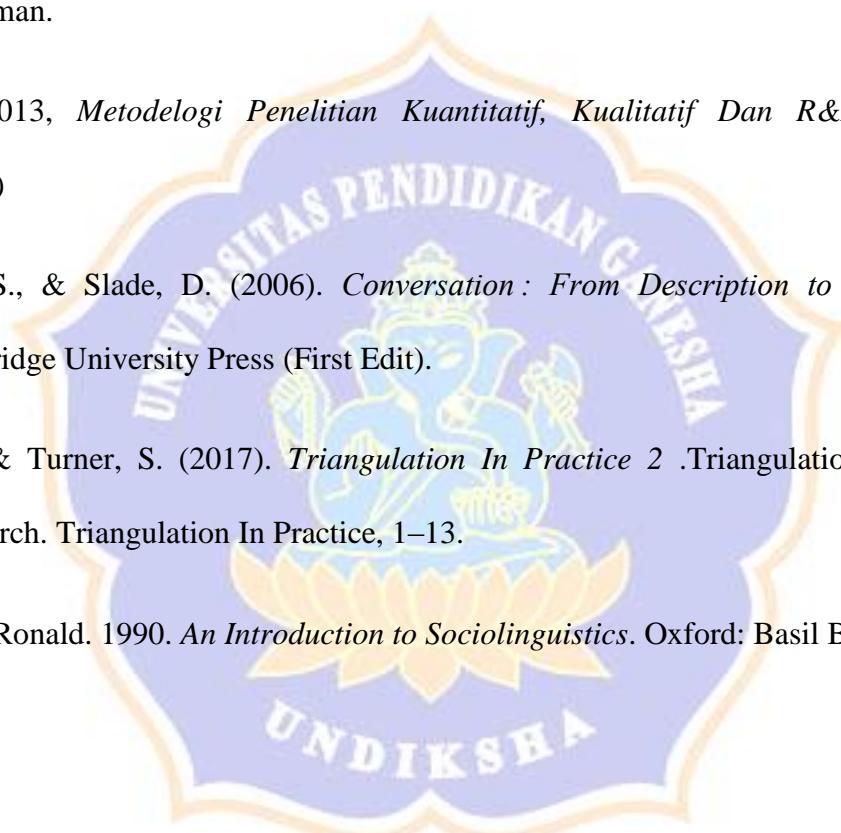 man.
013, Metodelogi Penelitian Kuantitatif, Kualitatif Dan R&
)
S., & Slade, D. (2006). Conversation : From Description to
ridge University Press (First Edit).
& Turner, S. (2017). Triangulation In Practice 2 .Triangulatio
rch. Triangulation In Practice, 1–13.
Ronald. 1990. An Introduction to Sociolinguistics. Oxford: Basil B
UNIVERSITAS PENDIDIKAN GANESHA
UNDIKSHA